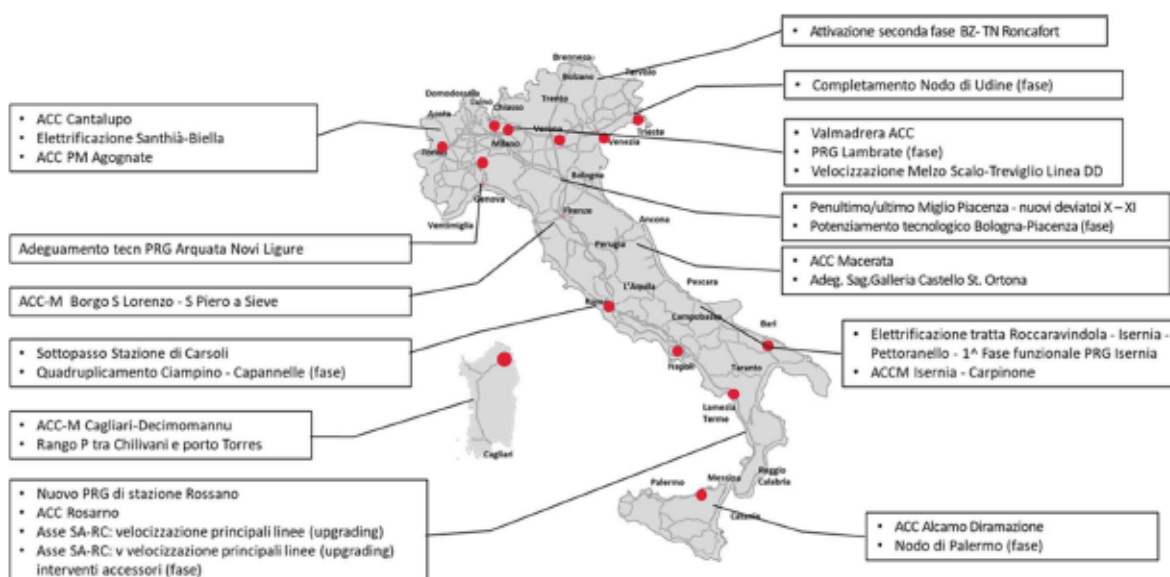 • Attivazione seconda fase BZ- TN Roncafort
• Completamento Nodo di Udine (fase)
• ACC Cantalupo
• Elettrificazione Santhià-Biella
• ACC PM Agognate
• Valmadrera ACC
• PRG Lambrate (fase)
• Velocizzazione Melzo Scalo-Treviglio Linea DD
• Penultimo/ultimo Miglio Piacenza - nuovi deviatoi X – XI
• Potenziamento tecnologico Bologna-Piacenza (fase)
Adeguamento tecn PRG Arquata Novi Ligure
• ACC Macerata
• Adeg. Sag.Galleria Castello St. Ortona
ACC-M Borgo S Lorenzo - S Piero a Sieve
• Elettrificazione tratta Roccaravindola - Isernia -
Pettoranello - 1^ Fase funzionale PRG Isernia
• ACCM Isernia - Carpinone
• Sottopasso Stazione di Carsoli
• Quadruplicamento Ciampino - Capannelle (fase)
• ACC-M Cagliari-Decimomannu
• Rango P tra Chilivani e porto Torres
• Nuovo PRG di stazione Rossano
• ACC Rosarno
• Asse SA-RC: velocizzazione principali linee (upgrading)
• Asse SA-RC: v velocizzazione principali linee (upgrading)
interventi accessori (fase)
• ACC Alcamo Diramazione
• Nodo di Palermo (fase)
Brennero
Bolzano
Tarvisio
Domodossola
Luino
Chiasso
Aosta
Trento
Trieste
Verona
Venezia
Milano
Torino
Bologna
Genova
Ventimiglia
Firenze
Ancona
Perugia
Pescara
L'Aquila
Roma
Campobasso
Bari
Napoli
Taranto
Lamezia
Terme
Cagliari
Reggio
Calabria
Messina
Palermo
Catania